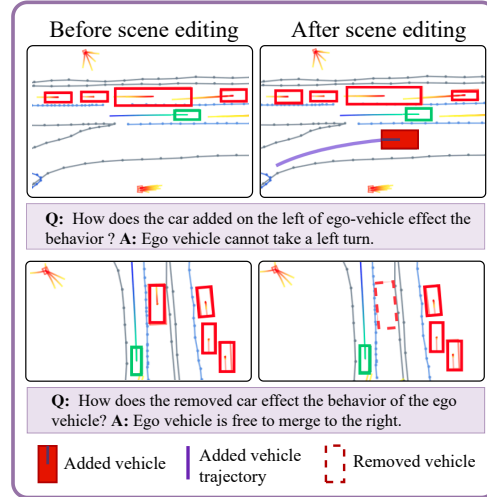 Before scene editing
After scene editing
Q: How does the car added on the left of ego-vehicle effect the
behavior ? A: Ego vehicle cannot take a left turn.
Q: How does the removed car effect the behavior of the ego
vehicle? A: Ego vehicle is free to merge to the right.
Added vehicle
Added vehicle
trajectory
Removed vehicle